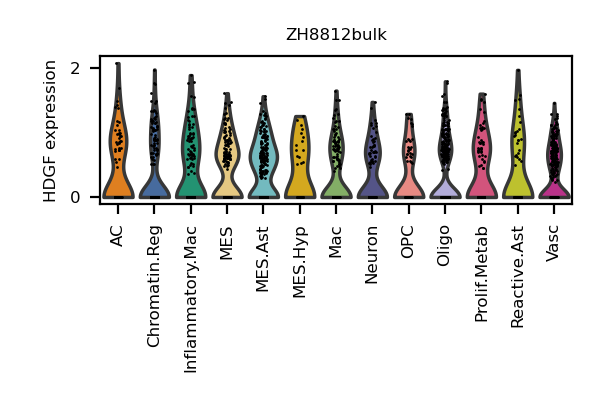 ZH8812bulk
HDGF expression
2
0
AC
Chromatin.Reg
Inflammatory.Mac
MES
MES.Ast
MES.Hyp
Mac
Neuron
OPC
Oligo
Prolif.Metab
Reactive.Ast
Vasc